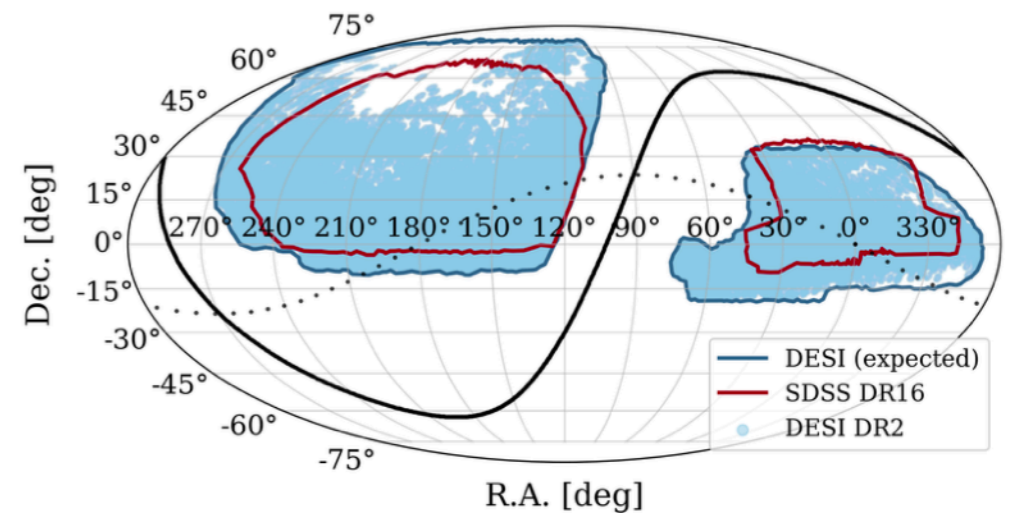 75°
60°
45°
30°
15°
0°
-15°
-30°
-45°
-60°
-75°
270° 240° 210° 180° 150° 120° 90° 60° 30° 0° 330°
Dec. [deg]
R.A. [deg]
DESI (expected)
SDSS DR16
DESI DR2